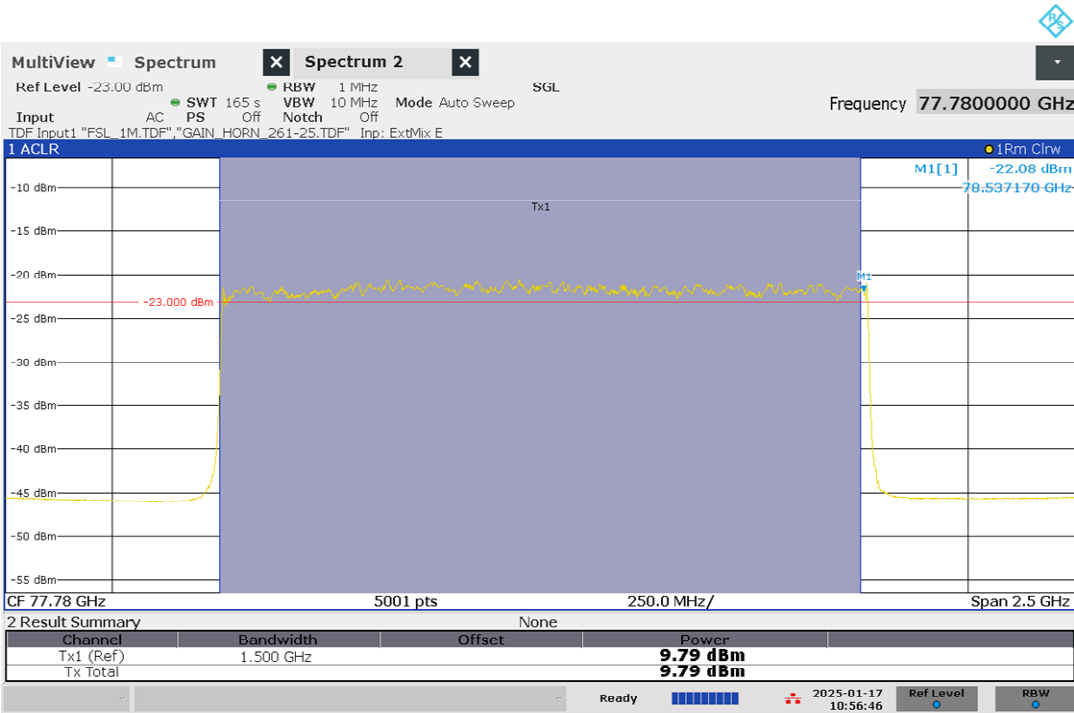 R&S
MultiView Spectrum Spectrum 2
Ref Level -23.00 dBm RBW 1 MHz SGL
SWT 165 s VBW 10 MHz Mode Auto Sweep
Input AC PS Off Notch Off
Frequency 77.7800000 GHz
TDF Input1 "FSL_1M.TDF","GAIN_HORN_261-25.TDF" Inp: ExtMix E
1 ACLR 1Rm Clrw
M1[1] -22.08 dBm
78.537170 GHz
-10 dBm
Tx1
-15 dBm
-20 dBm
M1
-23.000 dBm
-25 dBm
-30 dBm
-35 dBm
-40 dBm
-45 dBm
-50 dBm
-55 dBm
CF 77.78 GHz 5001 pts 250.0 MHz/ Span 2.5 GHz
2 Result Summary None
Channel Bandwidth Offset Power
Tx1 (Ref) 1.500 GHz 9.79 dBm
Tx Total 9.79 dBm
Ready 2025-01-17 Ref Level RBW
10:56:46